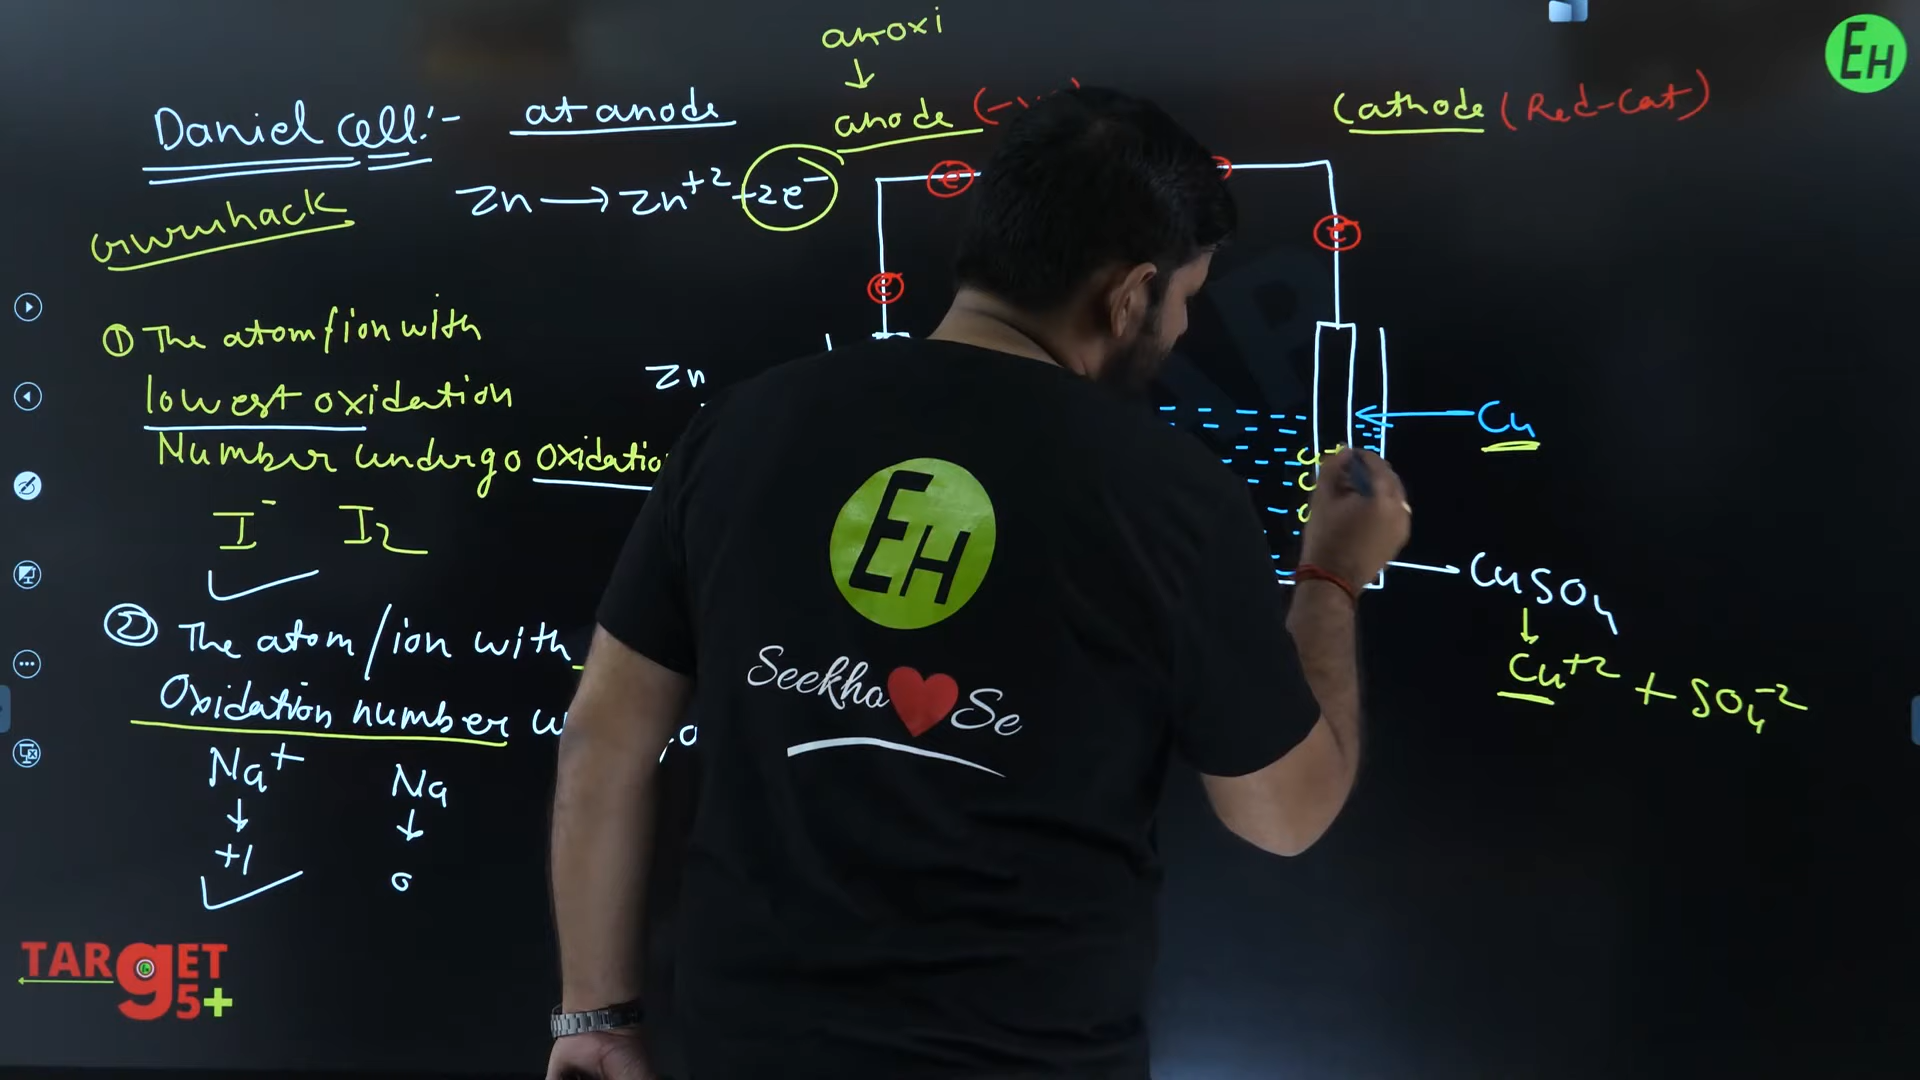 anoxi
Daniel Cell:-
at anode
anode
Cathode (Red-Cat)
EH
Zn → Zn+2 +2e-
e
e
e
① The atom/ion with
lowest oxidation
Number undergo oxidatio
I- I2
Zn
Cu
CuSO4
Cu+2 + SO4-2
② The atom/ion with
Oxidation number
Na+ Na
+1 0
EH
Seekho Se
TARGET
5+